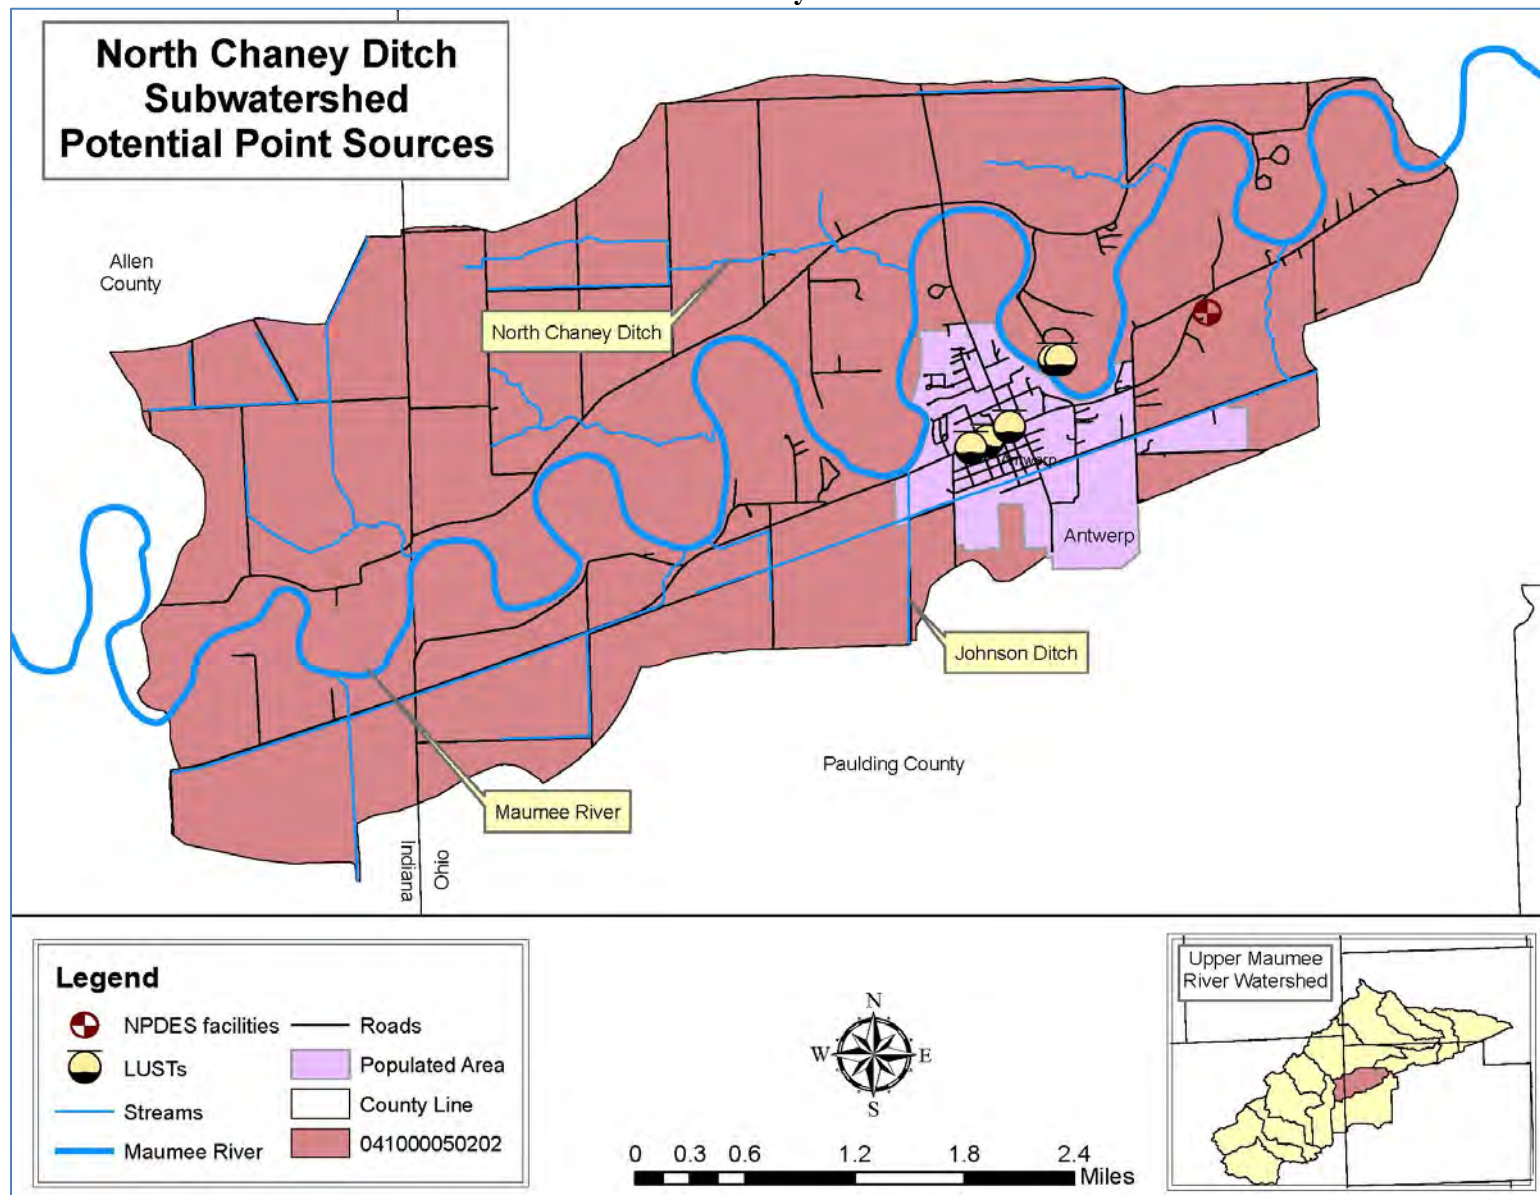 North Chaney Ditch
Subwatershed
Potential Point Sources
Allen
County
North Chaney Ditch
Antwerp
Antwerp
Johnson Ditch
Paulding County
Maumee River
Indiana
Ohio
Legend
NPDES facilities
LUSTs
Streams
Maumee River
Roads
Populated Area
County Line
041000050202
N
W E
S
0 0.3 0.6 1.2 1.8 2.4
Miles
Upper Maumee
River Watershed